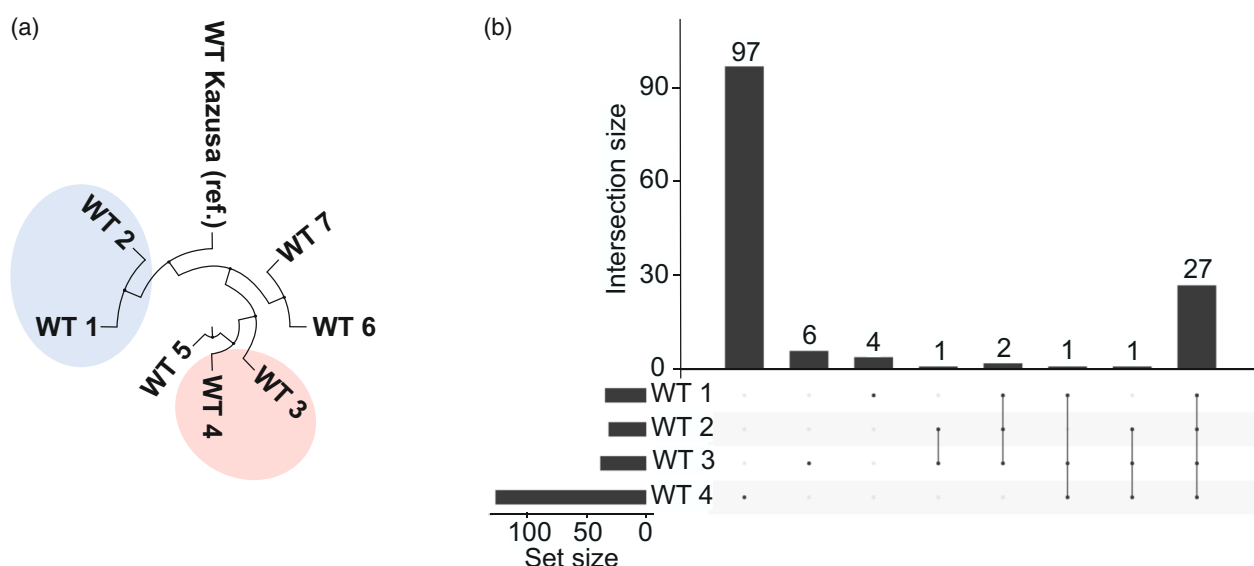 (a)
WT Kazusa (ref.)
WT 2
WT 7
WT 1
WT 6
WT 5
WT 4
WT 3
(b)
Intersection size
90
60
30
0
97
6
4
1
2
1
1
27
WT 1
WT 2
WT 3
WT 4
100 50 0
Set size